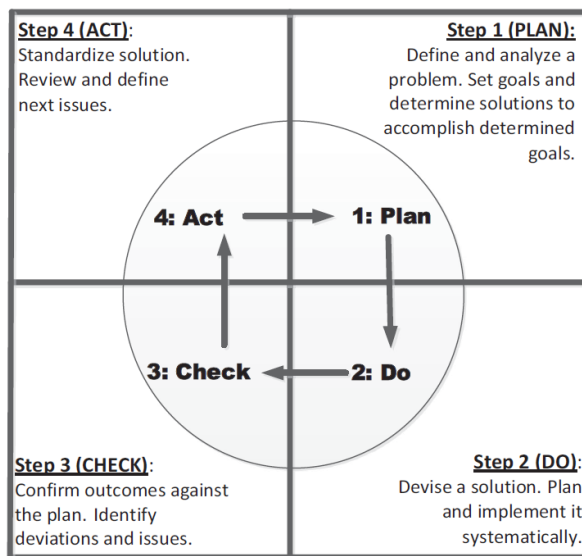 Step 4 (ACT):
Standardize solution.
Review and define
next issues.
Step 1 (PLAN):
Define and analyze a
problem. Set goals and
determine solutions to
accomplish determined
goals.
4: Act
1: Plan
3: Check
2: Do
Step 3 (CHECK):
Confirm outcomes against
the plan. Identify
deviations and issues.
Step 2 (DO):
Devise a solution. Plan
and implement it
systematically.